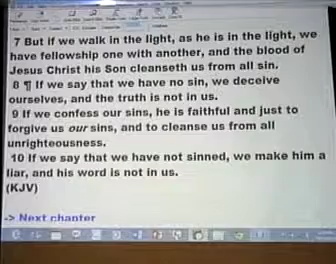 7 But if we walk in the light, as he is in the light, we
have fellowship one with another, and the blood of
Jesus Christ his Son cleanseth us from all sin.
8 ¶ If we say that we have no sin, we deceive
ourselves, and the truth is not in us.
9 If we confess our sins, he is faithful and just to
forgive us our sins, and to cleanse us from all
unrighteousness.
10 If we say that we have not sinned, we make him a
liar, and his word is not in us.
(KJV)
-> Next chapter